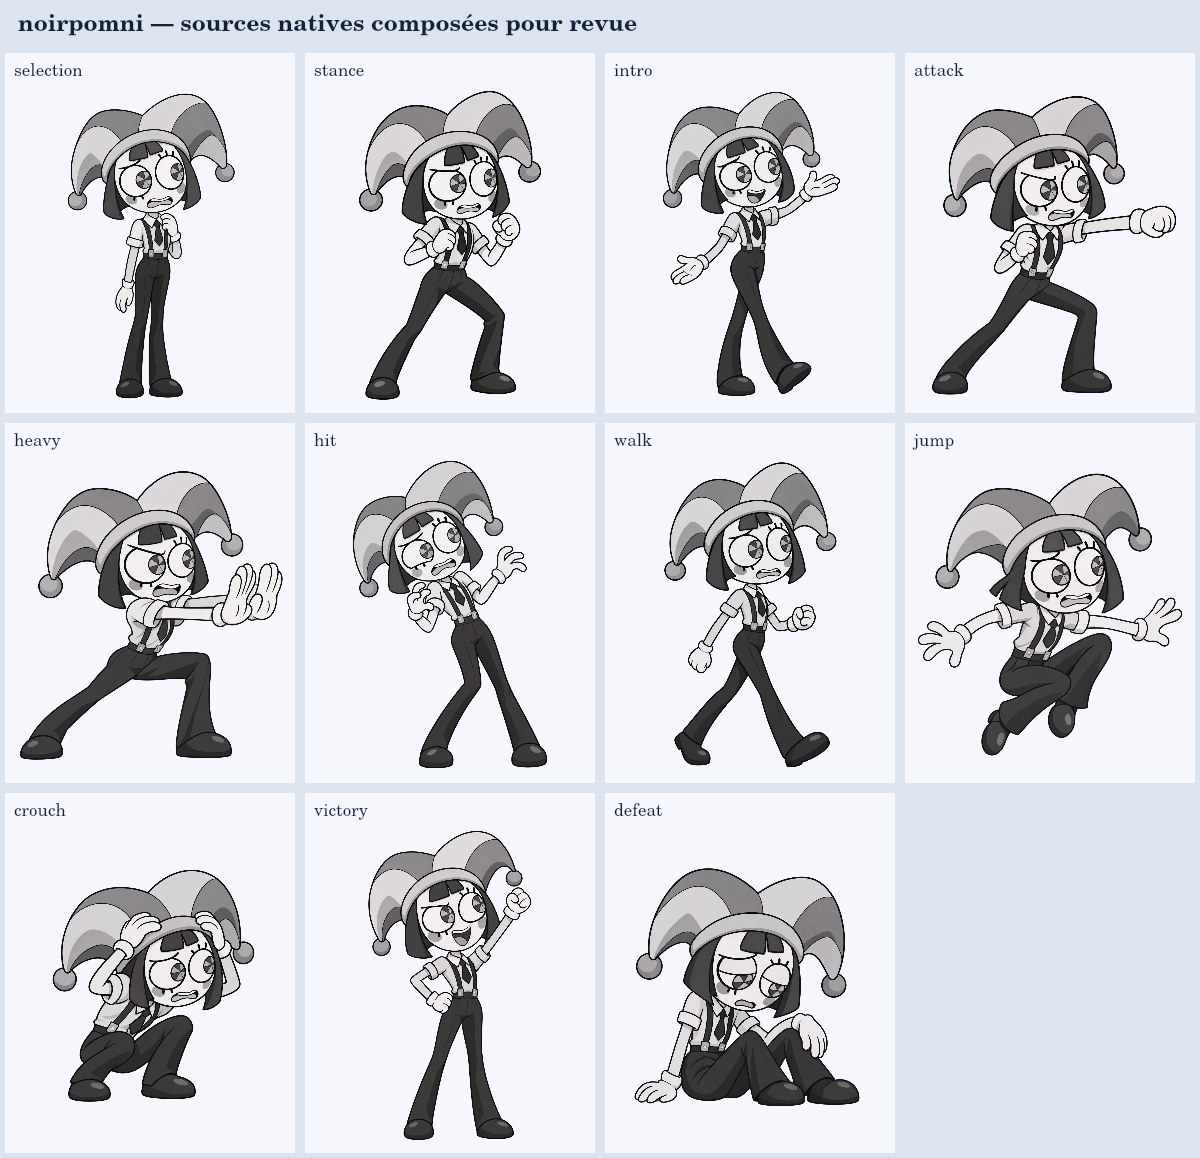 noirpomni — sources natives composées pour revue
selection
stance
intro
attack
heavy
hit
walk
jump
crouch
victory
defeat